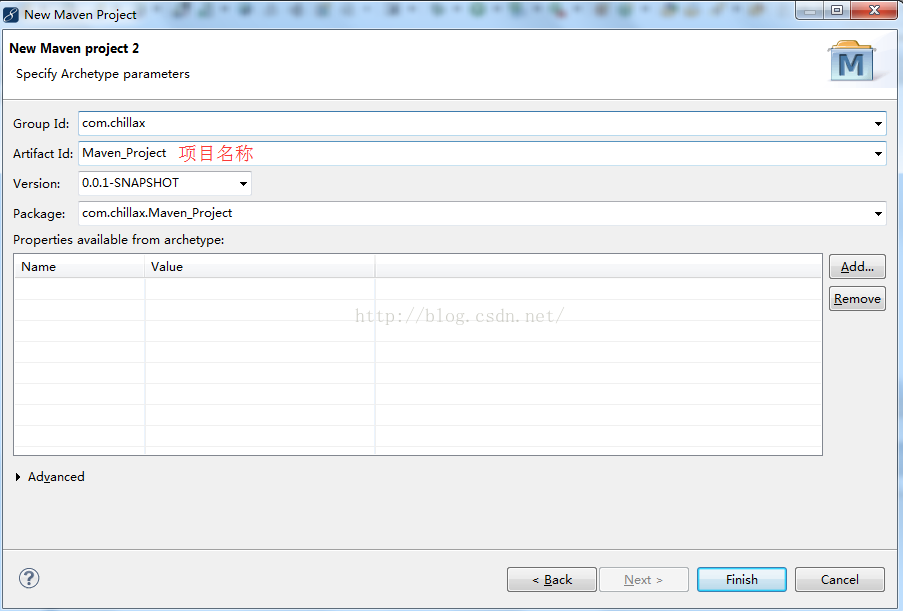 New Maven Project
New Maven project 2
Specify Archetype parameters
M
Group Id: com.chillax
Artifact Id: Maven_Project 项目名称
Version: 0.0.1-SNAPSHOT
Package: com.chillax.Maven_Project
Properties available from archetype:
Name Value
Add...
Remove
http://blog.csdn.net/
Advanced
?
< Back Next > Finish Cancel